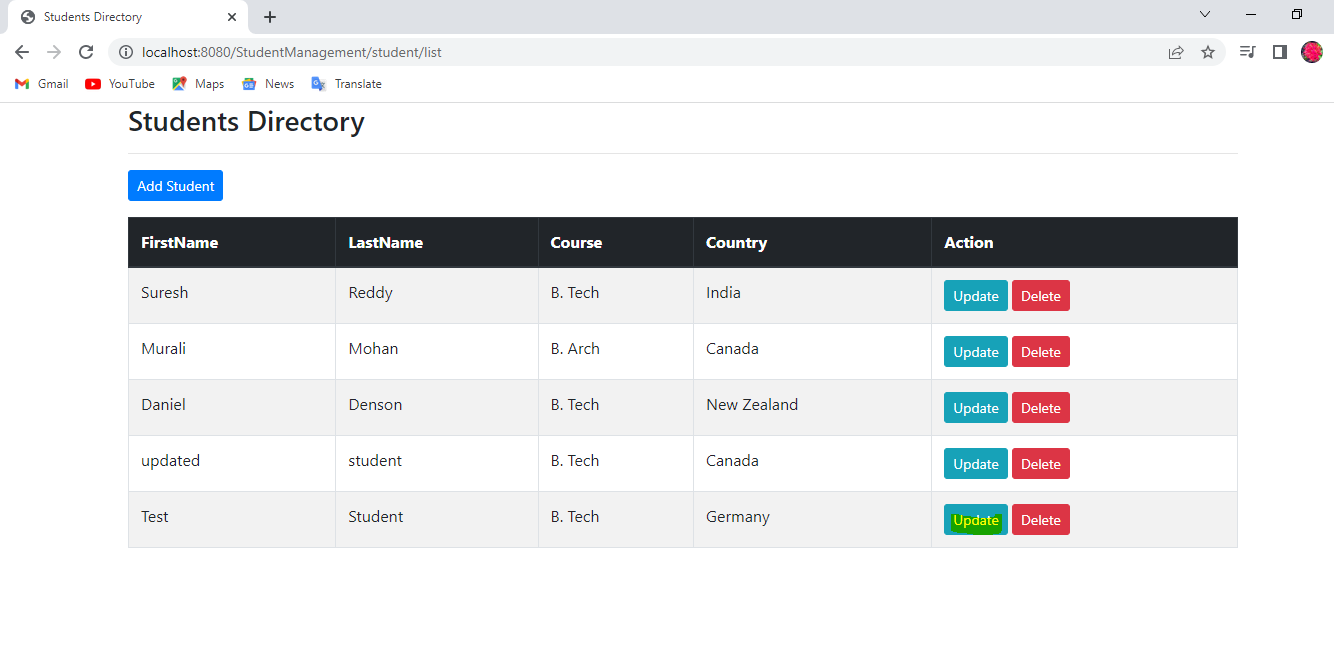 Students Directory
localhost:8080/StudentManagement/student/list
Gmail YouTube Maps News Translate
Students Directory
Add Student
FirstName LastName Course Country Action
Suresh Reddy B. Tech India Update Delete
Murali Mohan B. Arch Canada Update Delete
Daniel Denson B. Tech New Zealand Update Delete
updated student B. Tech Canada Update Delete
Test Student B. Tech Germany Update Delete